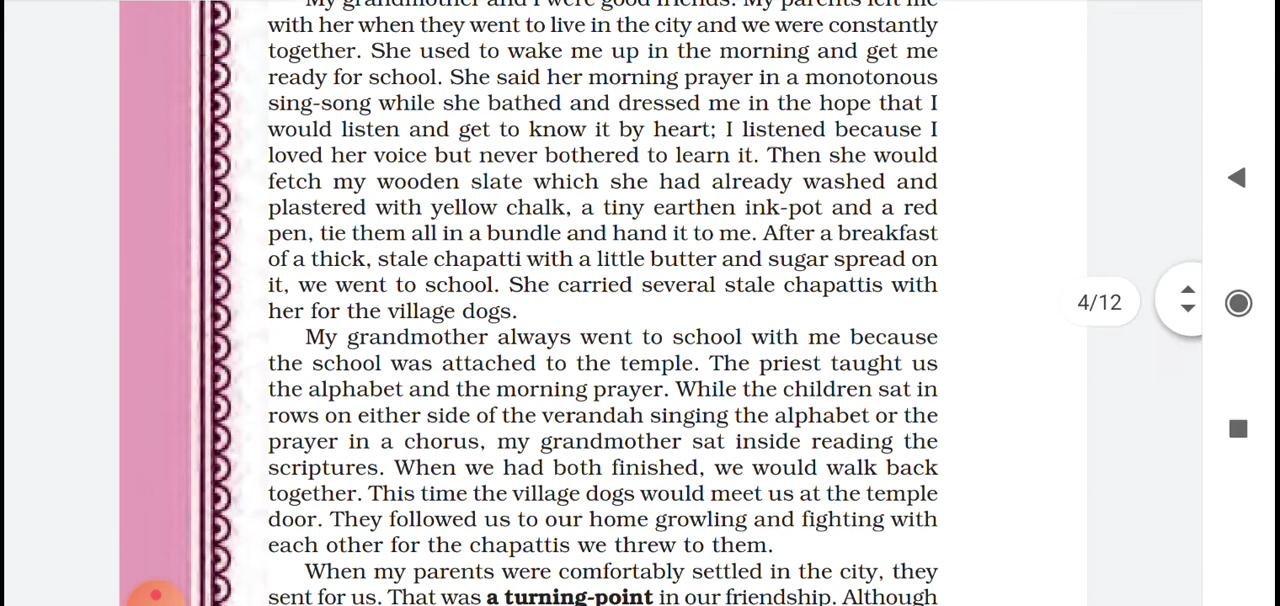 My grandmother and I were good friends. My parents left me
with her when they went to live in the city and we were constantly
together. She used to wake me up in the morning and get me
ready for school. She said her morning prayer in a monotonous
sing-song while she bathed and dressed me in the hope that I
would listen and get to know it by heart; I listened because I
loved her voice but never bothered to learn it. Then she would
fetch my wooden slate which she had already washed and
plastered with yellow chalk, a tiny earthen ink-pot and a red
pen, tie them all in a bundle and hand it to me. After a breakfast
of a thick, stale chapatti with a little butter and sugar spread on
it, we went to school. She carried several stale chapattis with
her for the village dogs.
My grandmother always went to school with me because
the school was attached to the temple. The priest taught us
the alphabet and the morning prayer. While the children sat in
rows on either side of the verandah singing the alphabet or the
prayer in a chorus, my grandmother sat inside reading the
scriptures. When we had both finished, we would walk back
together. This time the village dogs would meet us at the temple
door. They followed us to our home growling and fighting with
each other for the chapattis we threw to them.
When my parents were comfortably settled in the city, they
sent for us. That was a turning-point in our friendship. Although
4/12